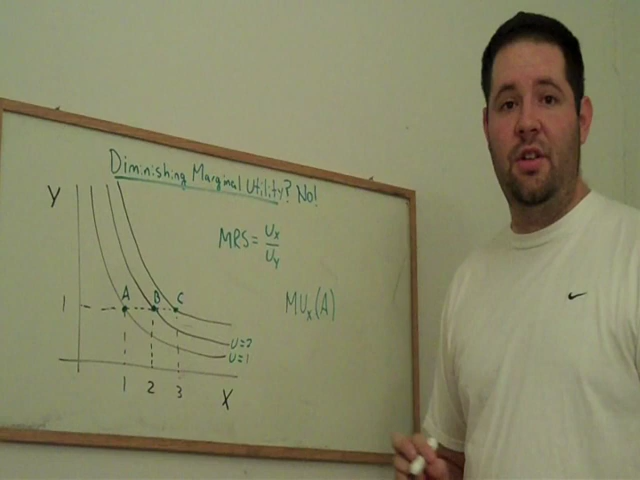 Diminishing Marginal Utility? No!
Y
MRS = Ux/Uy
MUx(A)
A B C
1
U=2
U=1
1 2 3
X